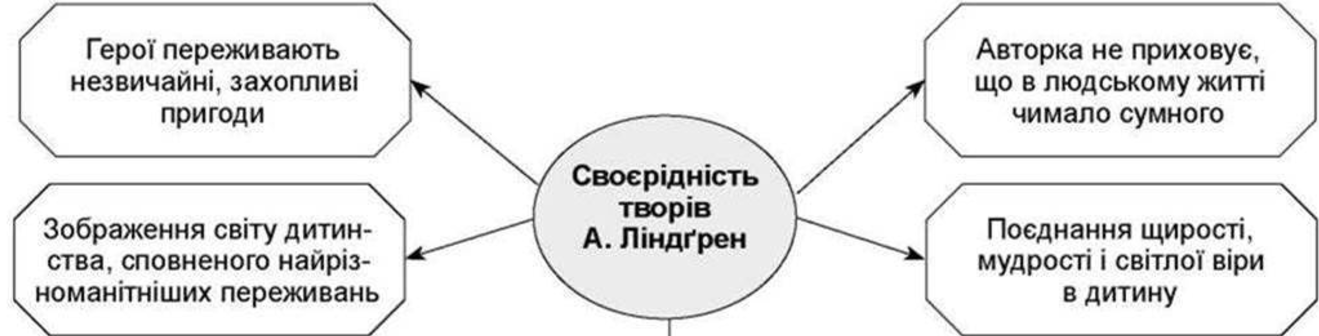 Герої переживають
незвичайні, захопливі
пригоди
Авторка не приховує,
що в людському житті
чимало сумного
Своєрідність
творів
А. Ліндґрен
Зображення світу дитин-
ства, сповненого найріз-
номанітніших переживань
Поєднання щирості,
мудрості і світлої віри
в дитину